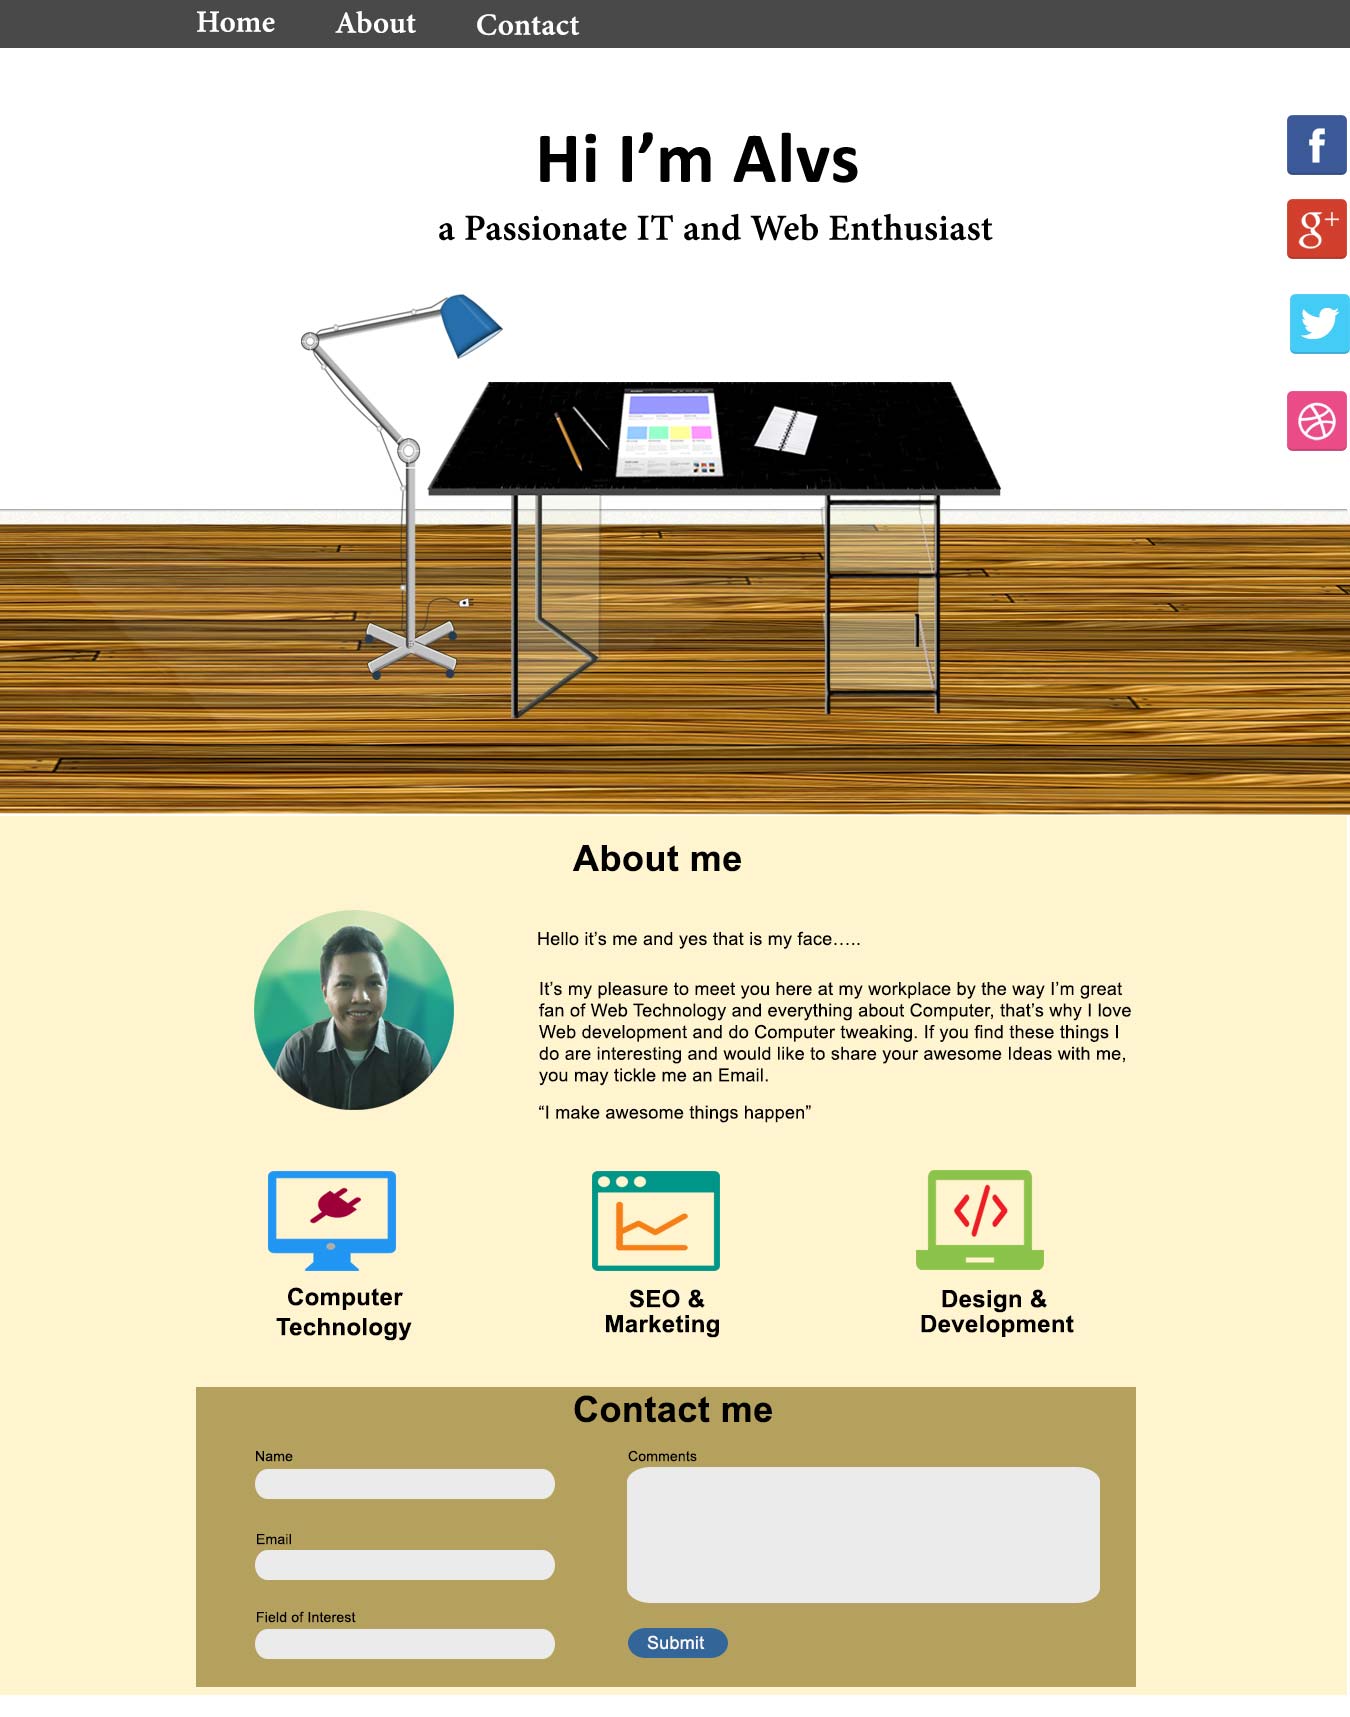 Home About Contact
Hi I’m Alvs
a Passionate IT and Web Enthusiast
f
g+
About me
Hello it’s me and yes that is my face…..
It’s my pleasure to meet you here at my workplace by the way I’m great
fan of Web Technology and everything about Computer, that’s why I love
Web development and do Computer tweaking. If you find these things I
do are interesting and would like to share your awesome Ideas with me,
you may tickle me an Email.
“I make awesome things happen”
</>
Computer
Technology
SEO &
Marketing
Design &
Development
Contact me
Name
Comments
Email
Field of Interest
Submit